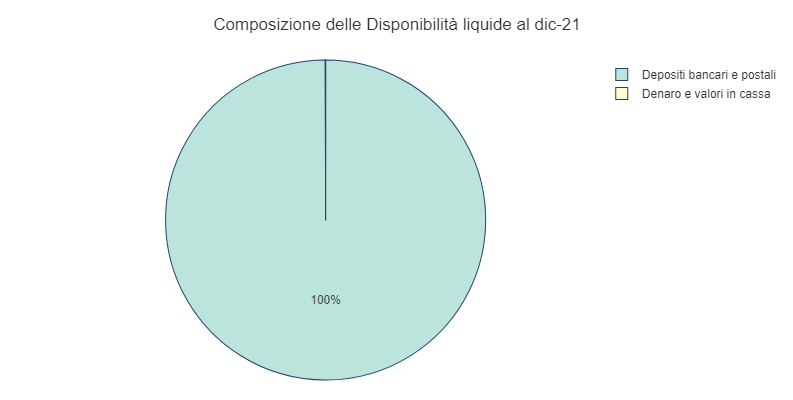 Composizione delle Disponibilità liquide al dic-21
Depositi bancari e postali
Denaro e valori in cassa
100%